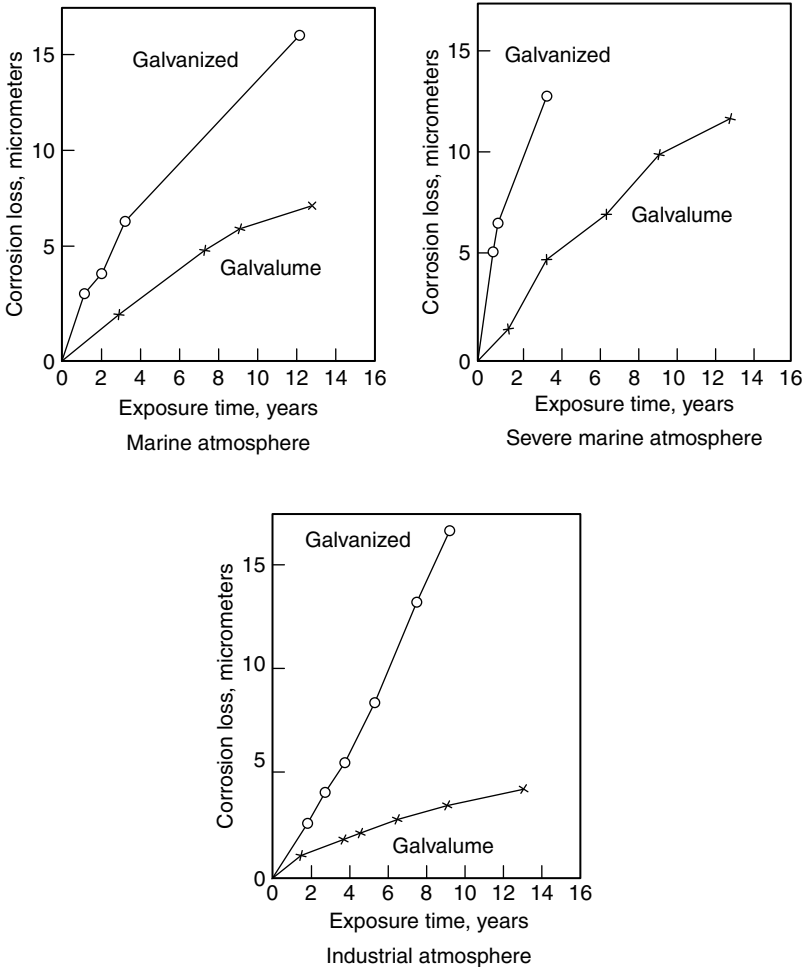 Corrosion loss, micrometers
15
10
5
0
Galvanized
Galvalume
0 2 4 6 8 10 12 14 16
Exposure time, years
Marine atmosphere
Corrosion loss, micrometers
15
10
5
0
Galvanized
Galvalume
0 2 4 6 8 10 12 14 16
Exposure time, years
Severe marine atmosphere
Corrosion loss, micrometers
15
10
5
0
Galvanized
Galvalume
0 2 4 6 8 10 12 14 16
Exposure time, years
Industrial atmosphere